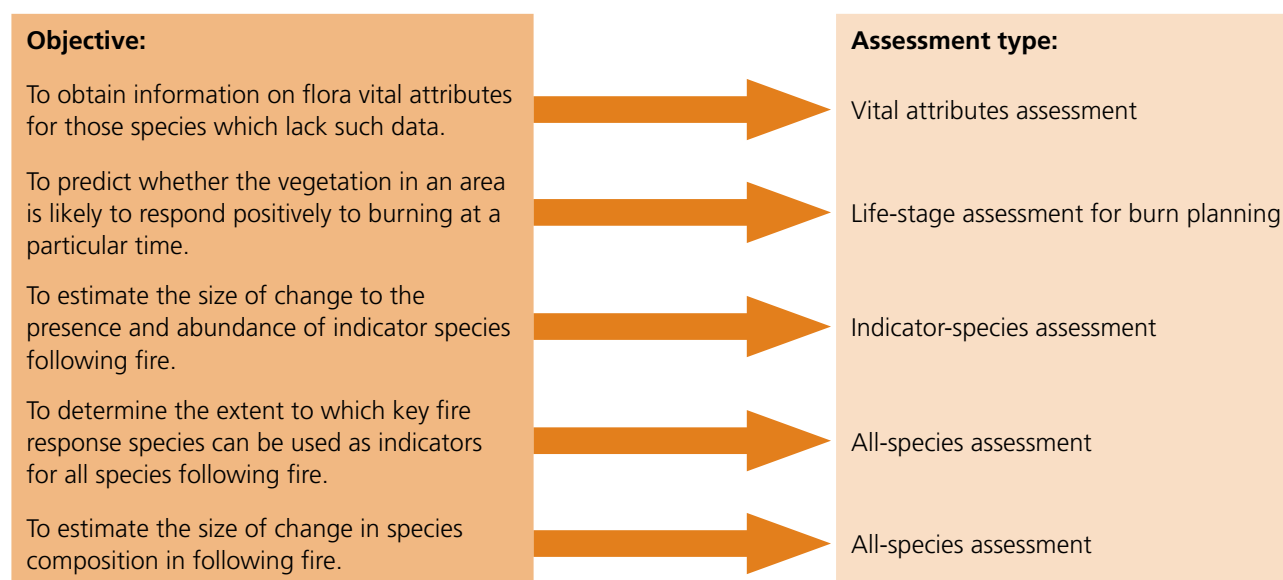 Objective:
To obtain information on flora vital attributes
for those species which lack such data.
To predict whether the vegetation in an area
is likely to respond positively to burning at a
particular time.
To estimate the size of change to the
presence and abundance of indicator species
following fire.
To determine the extent to which key fire
response species can be used as indicators
for all species following fire.
To estimate the size of change in species
composition in following fire.
Assessment type:
Vital attributes assessment
Life-stage assessment for burn planning
Indicator-species assessment
All-species assessment
All-species assessment